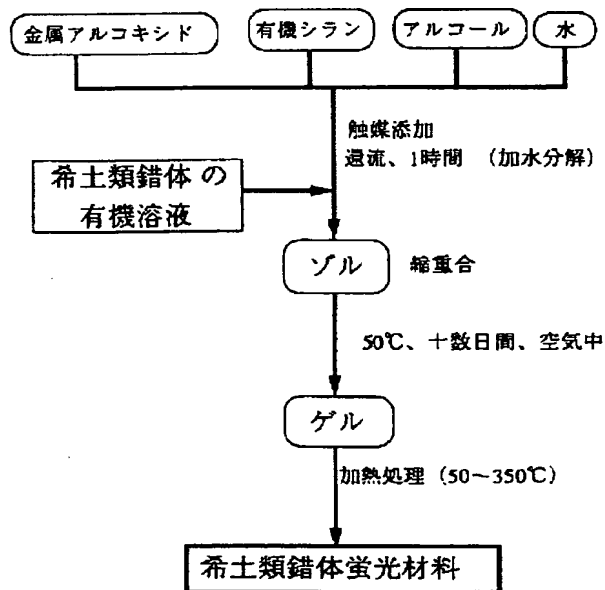 金属アルコキシド
有機シラン
アルコール
水
触媒添加
還流、1時間 (加水分解)
希土類錯体 の
有機溶液
ゾル
縮重合
50℃、十数日間、空気中
ゲル
加熱処理 (50～350℃)
希土類錯体蛍光材料